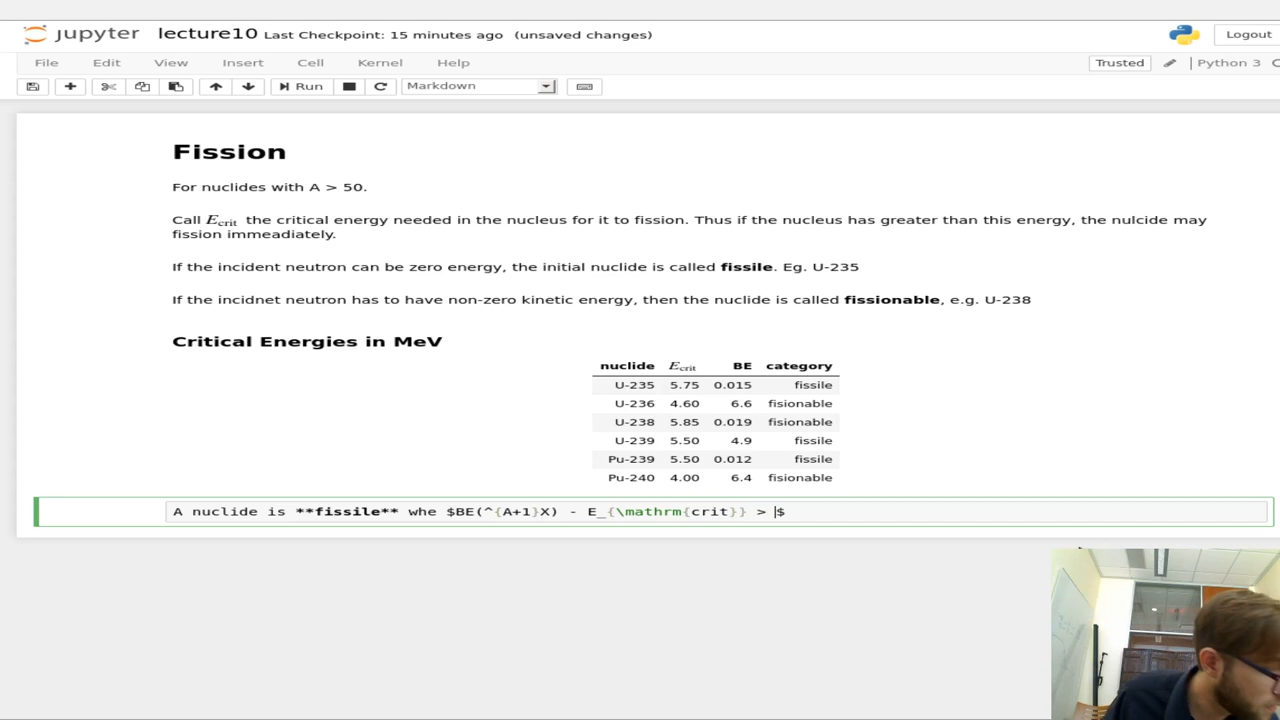 jupyter lecture10 Last Checkpoint: 15 minutes ago (unsaved changes) Logout
File Edit View Insert Cell Kernel Help Trusted Python 3
Run Markdown
Fission
For nuclides with A > 50.
Call E_crit the critical energy needed in the nucleus for it to fission. Thus if the nucleus has greater than this energy, the nulcide may
fission immeadiately.
If the incident neutron can be zero energy, the initial nuclide is called fissile. Eg. U-235
If the incidnet neutron has to have non-zero kinetic energy, then the nuclide is called fissionable, e.g. U-238
Critical Energies in MeV
nuclide E_crit BE category
U-235 5.75 0.015 fissile
U-236 4.60 6.6 fisionable
U-238 5.85 0.019 fisionable
U-239 5.50 4.9 fissile
Pu-239 5.50 0.012 fissile
Pu-240 4.00 6.4 fisionable
A nuclide is **fissile** whe $BE(^{A+1}X) - E_{\mathrm{crit}} > $